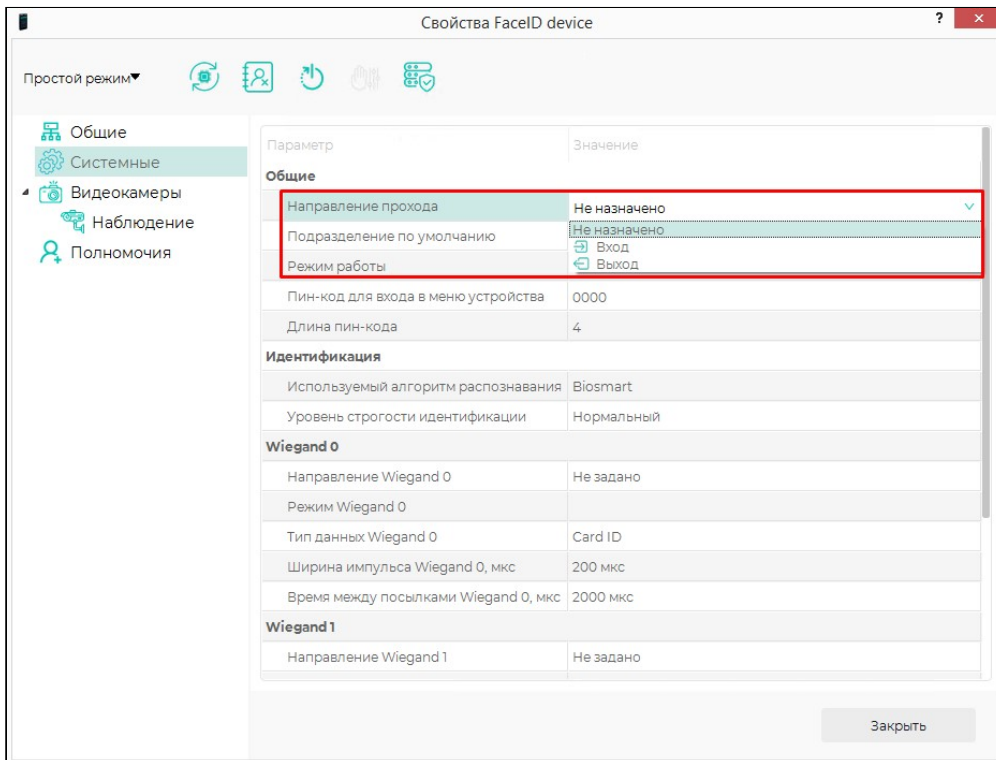 Свойства FaceID device
? ×
Простой режим▼
Общие
Системные
Видеокамеры
Наблюдение
Полномочия
Параметр Значение
Общие
Направление прохода Не назначено
Не назначено
Вход
Выход
Подразделение по умолчанию
Режим работы
Пин-код для входа в меню устройства 0000
Длина пин-кода 4
Идентификация
Используемый алгоритм распознавания Biosmart
Уровень строгости идентификации Нормальный
Wiegand 0
Направление Wiegand 0 Не задано
Режим Wiegand 0
Тип данных Wiegand 0 Card ID
Ширина импульса Wiegand 0, мкс 200 мкс
Время между посылками Wiegand 0, мкс 2000 мкс
Wiegand 1
Направление Wiegand 1 Не задано
Закрыть